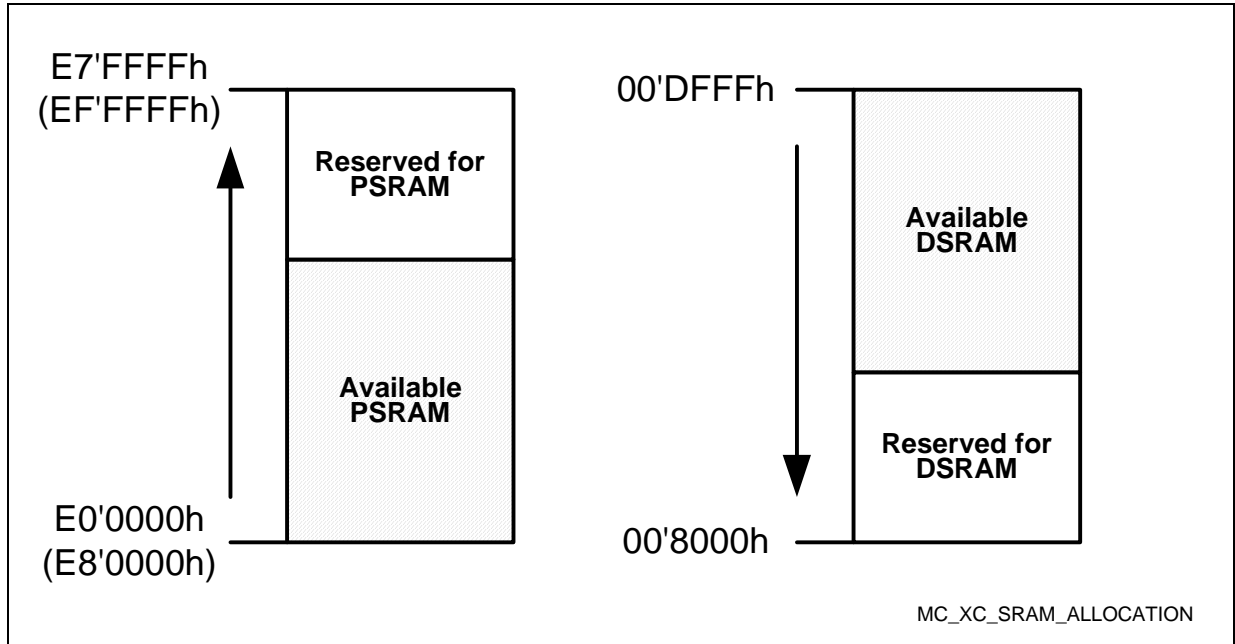 E7'FFFFh
(EF'FFFFh)
Reserved for
PSRAM
Available
PSRAM
E0'0000h
(E8'0000h)
00'DFFFh
Available
DSRAM
Reserved for
DSRAM
00'8000h
MC_XC_SRAM_ALLOCATION